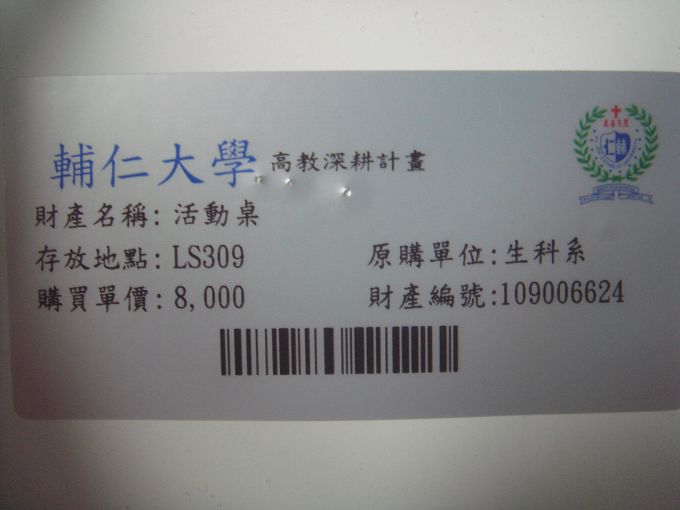 輔仁大學 高教深耕計畫
財產名稱: 活動桌
存放地點: LS309 原購單位: 生科系
購買單價: 8,000 財產編號:109006624